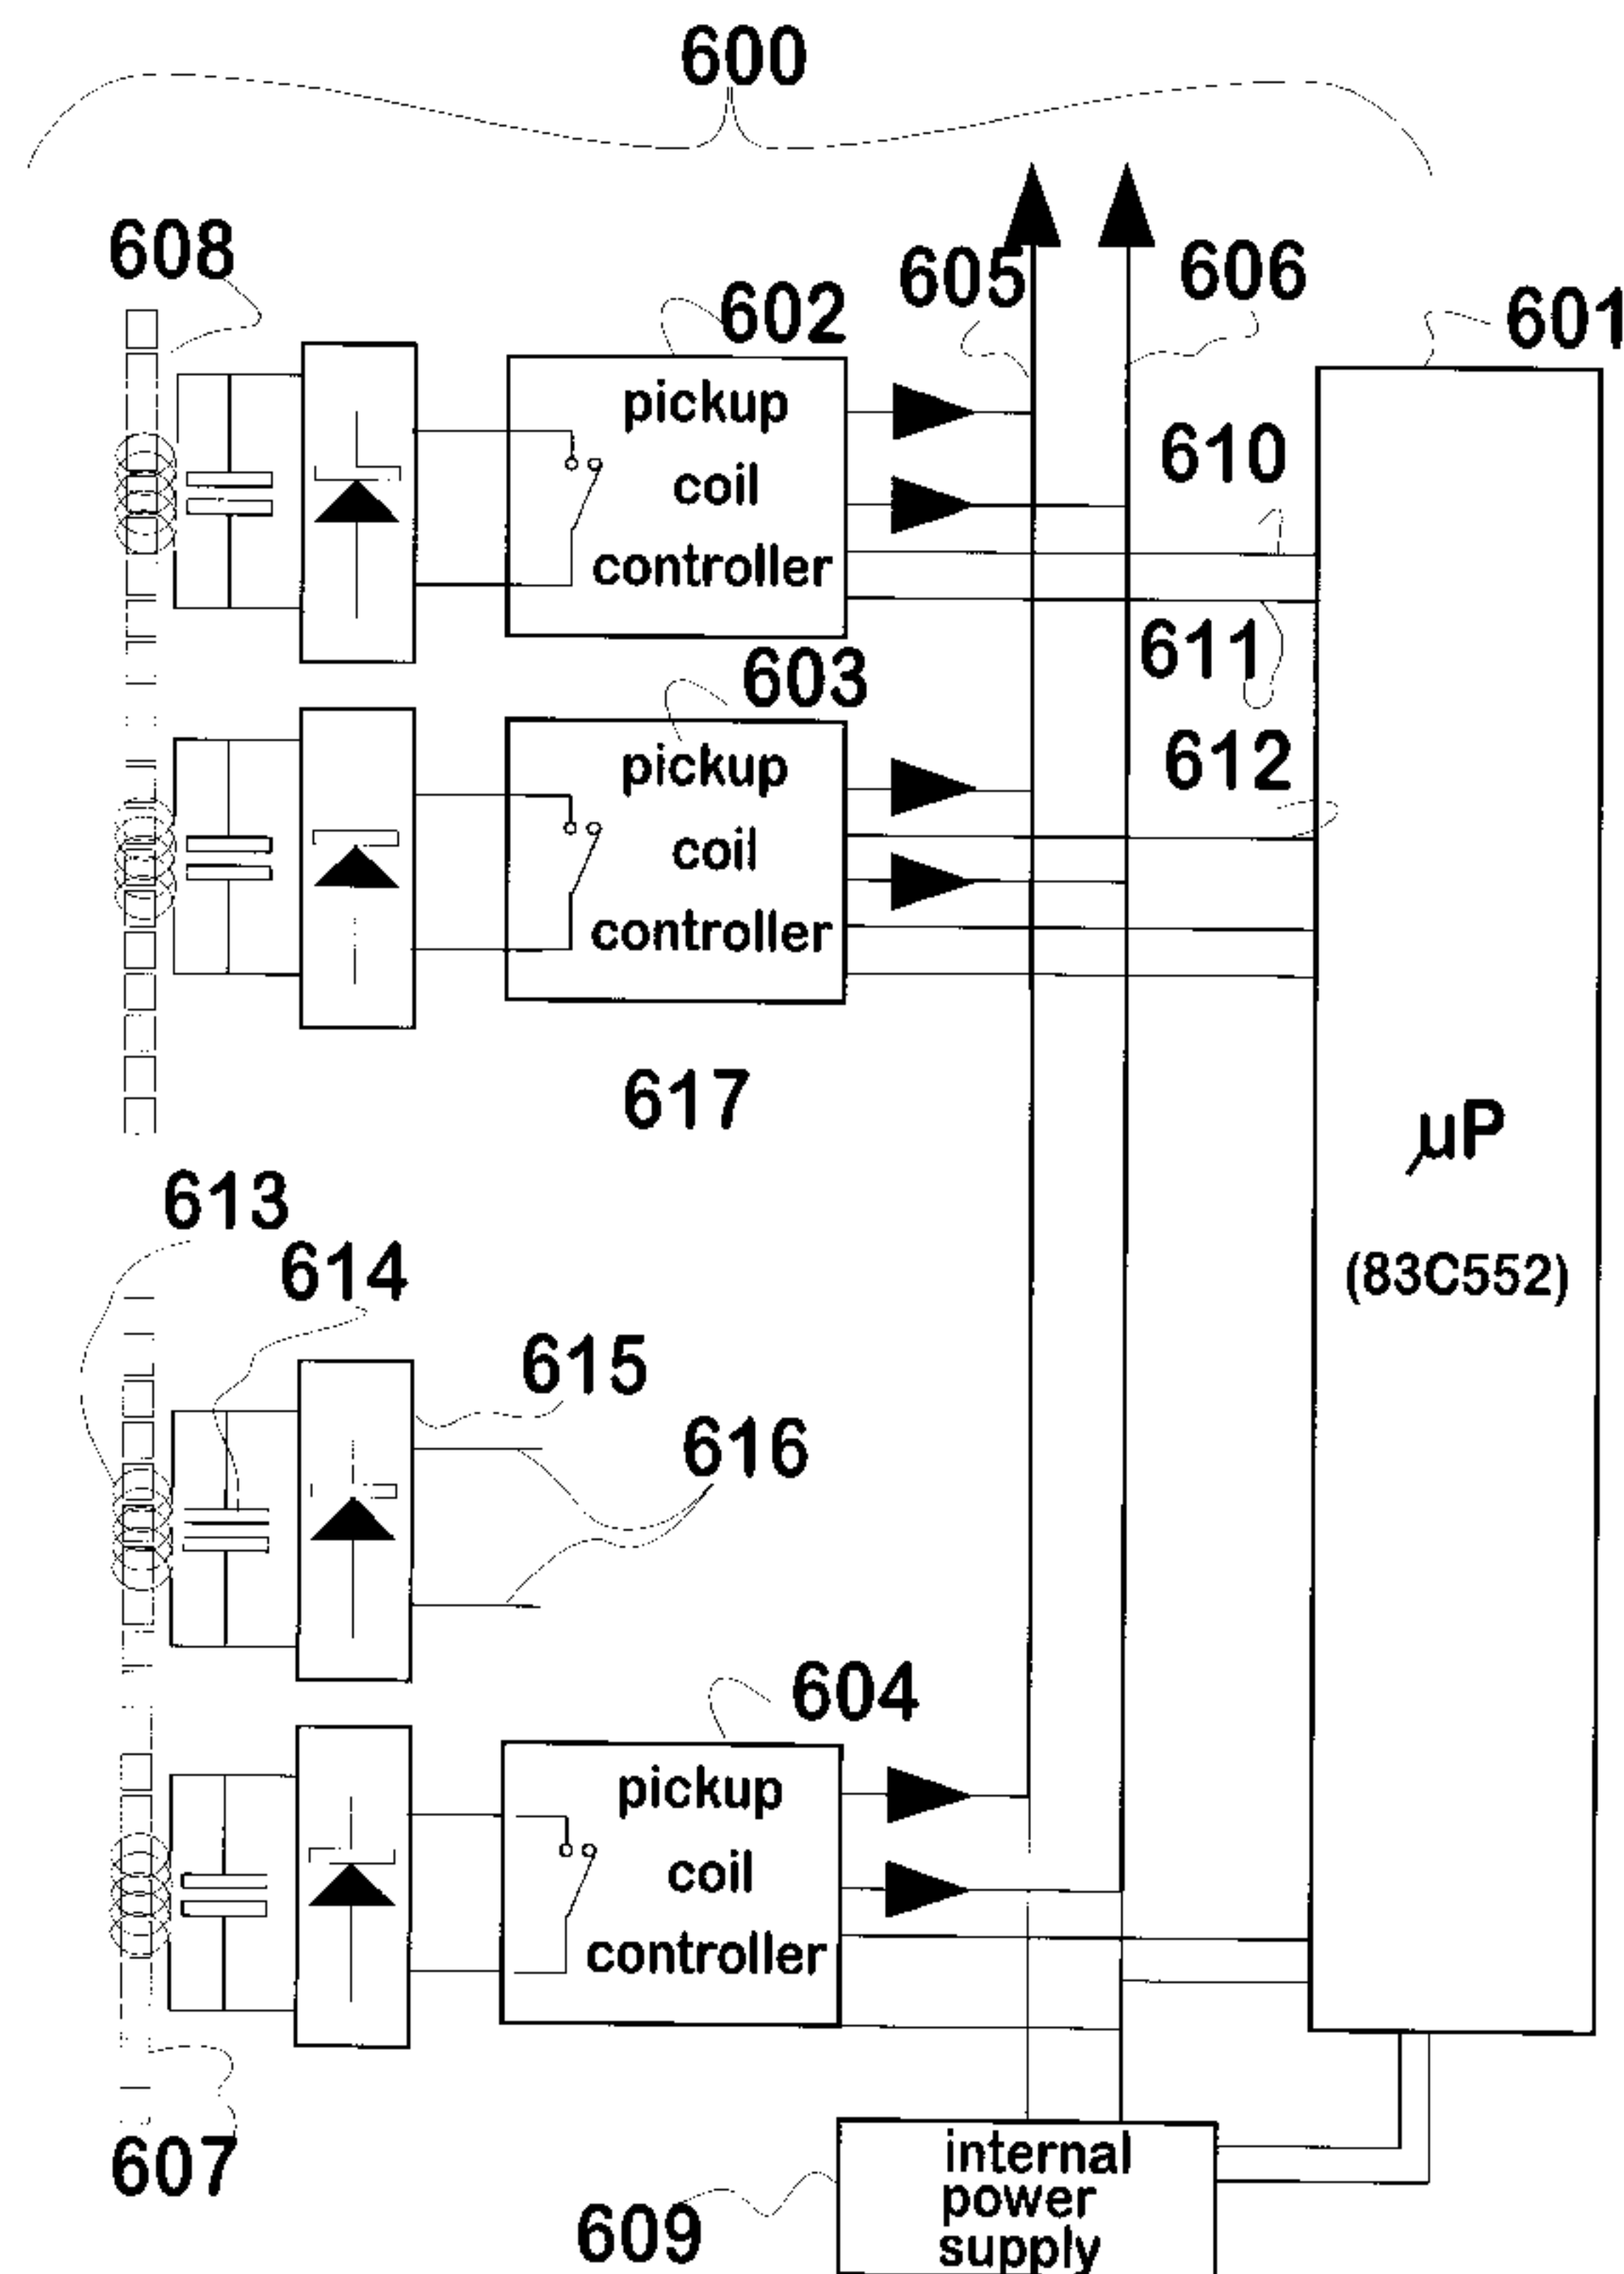 600
608
602
605
606
601
pickup
coil
controller
610
611
603
pickup
coil
controller
612
617
µP
(83C552)
613
614
615
616
604
pickup
coil
controller
607
609
internal
power
supply